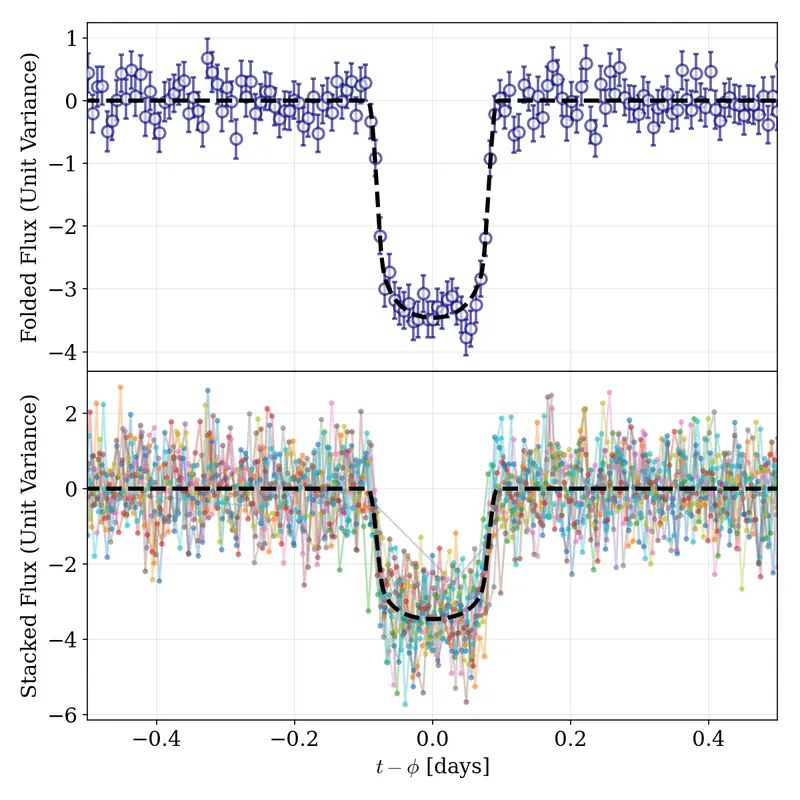 Folded Flux (Unit Variance)
1
0
−1
−2
−3
−4
Stacked Flux (Unit Variance)
2
0
−2
−4
−6
−0.4 −0.2 0.0 0.2 0.4
t − ϕ [days]